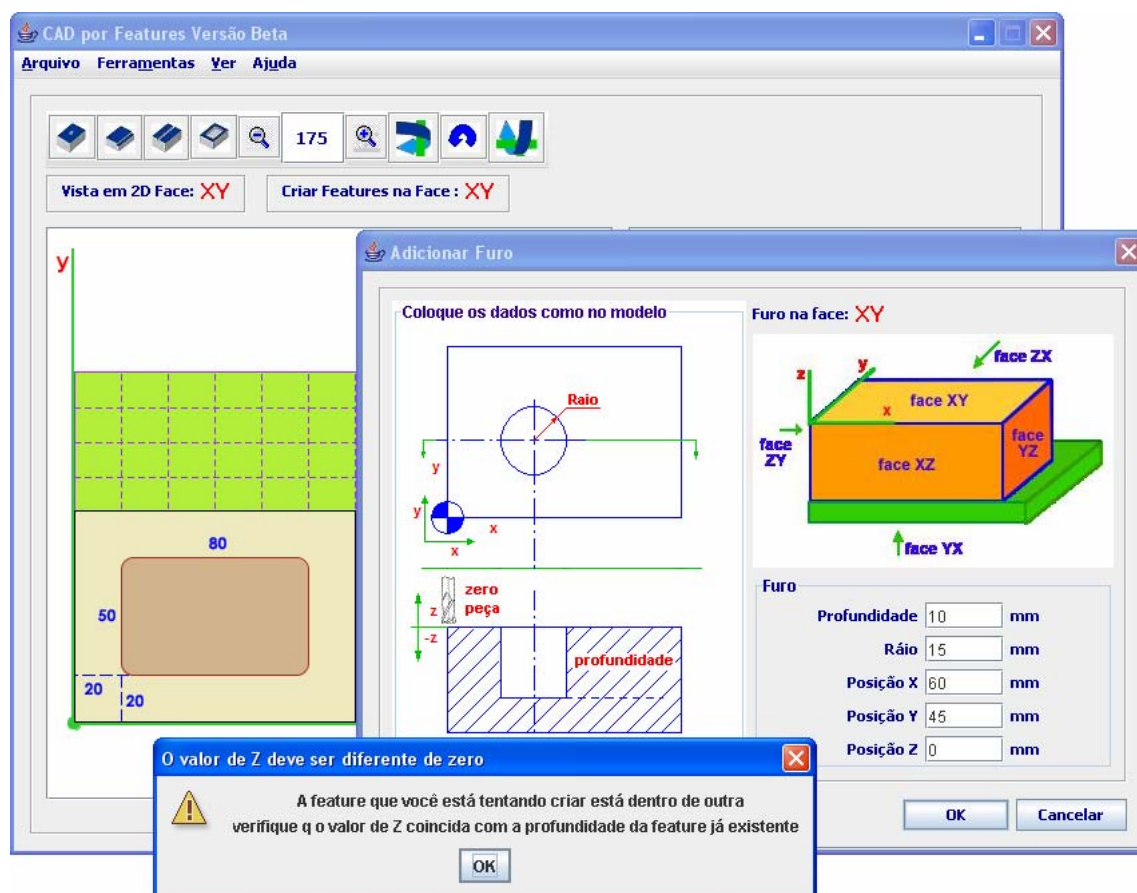 CAD por Features Versão Beta
Arquivo Ferramentas Ver Ajuda
175
Vista em 2D Face: XY Criar Features na Face : XY
y
80
50
20
20
Adicionar Furo
Coloque os dados como no modelo
Raio
y
y
x
x
zero
peça
z
-z
profundidade
Furo na face: XY
face ZX
z
y
x
face XY
face
ZY
face XZ
face
YZ
face YX
Furo
Profundidade 10 mm
Ráio 15 mm
Posição X 60 mm
Posição Y 45 mm
Posição Z 0 mm
OK Cancelar
O valor de Z deve ser diferente de zero
A feature que você está tentando criar está dentro de outra
verifique q o valor de Z coincida com a profundidade da feature já existente
OK